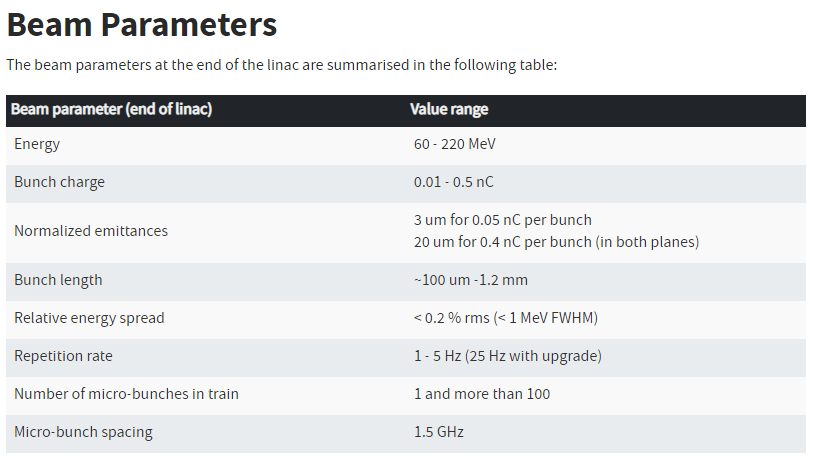 Beam Parameters
The beam parameters at the end of the linac are summarised in the following table:
Beam parameter (end of linac) Value range
Energy 60 - 220 MeV
Bunch charge 0.01 - 0.5 nC
Normalized emittances 3 um for 0.05 nC per bunch
20 um for 0.4 nC per bunch (in both planes)
Bunch length ~100 um -1.2 mm
Relative energy spread < 0.2 % rms (< 1 MeV FWHM)
Repetition rate 1 - 5 Hz (25 Hz with upgrade)
Number of micro-bunches in train 1 and more than 100
Micro-bunch spacing 1.5 GHz